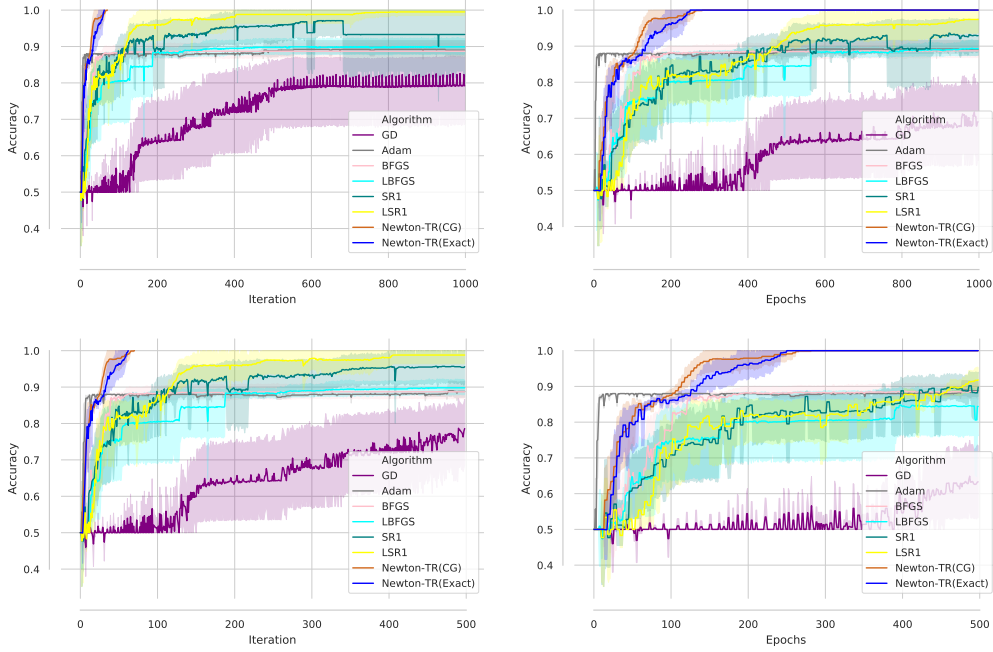 1.0
0.9
0.8
0.7
0.6
0.5
0.4
Accuracy
Algorithm
GD
Adam
BFGS
LBFGS
SR1
LSR1
Newton-TR(CG)
Newton-TR(Exact)
0 200 400 600 800 1000
Iteration
1.0
0.9
0.8
0.7
0.6
0.5
0.4
Accuracy
Algorithm
GD
Adam
BFGS
LBFGS
SR1
LSR1
Newton-TR(CG)
Newton-TR(Exact)
0 200 400 600 800 1000
Epochs
1.0
0.9
0.8
0.7
0.6
0.5
0.4
Accuracy
Algorithm
GD
Adam
BFGS
LBFGS
SR1
LSR1
Newton-TR(CG)
Newton-TR(Exact)
0 100 200 300 400 500
Iteration
1.0
0.9
0.8
0.7
0.6
0.5
0.4
Accuracy
Algorithm
GD
Adam
BFGS
LBFGS
SR1
LSR1
Newton-TR(CG)
Newton-TR(Exact)
0 100 200 300 400 500
Epochs